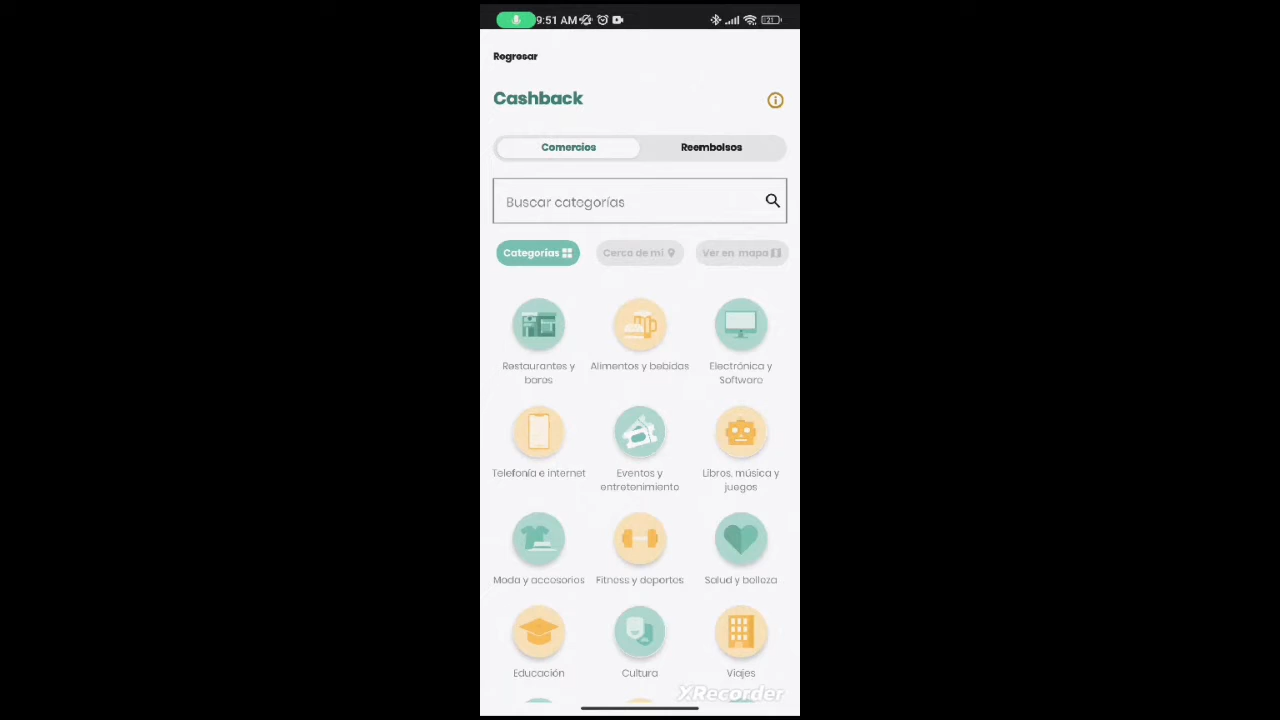 9:51 AM
21
Regresar
Cashback
Comercios Reembolsos
Buscar categorías
Categorías Cerca de mí Ver en mapa
Restaurantes y bares
Alimentos y bebidas
Electrónica y Software
Telefonía e internet
Eventos y entretenimiento
Libros, música y juegos
Moda y accesorios
Fitness y deportes
Salud y belleza
Educación
Cultura
Viajes
XRecorder